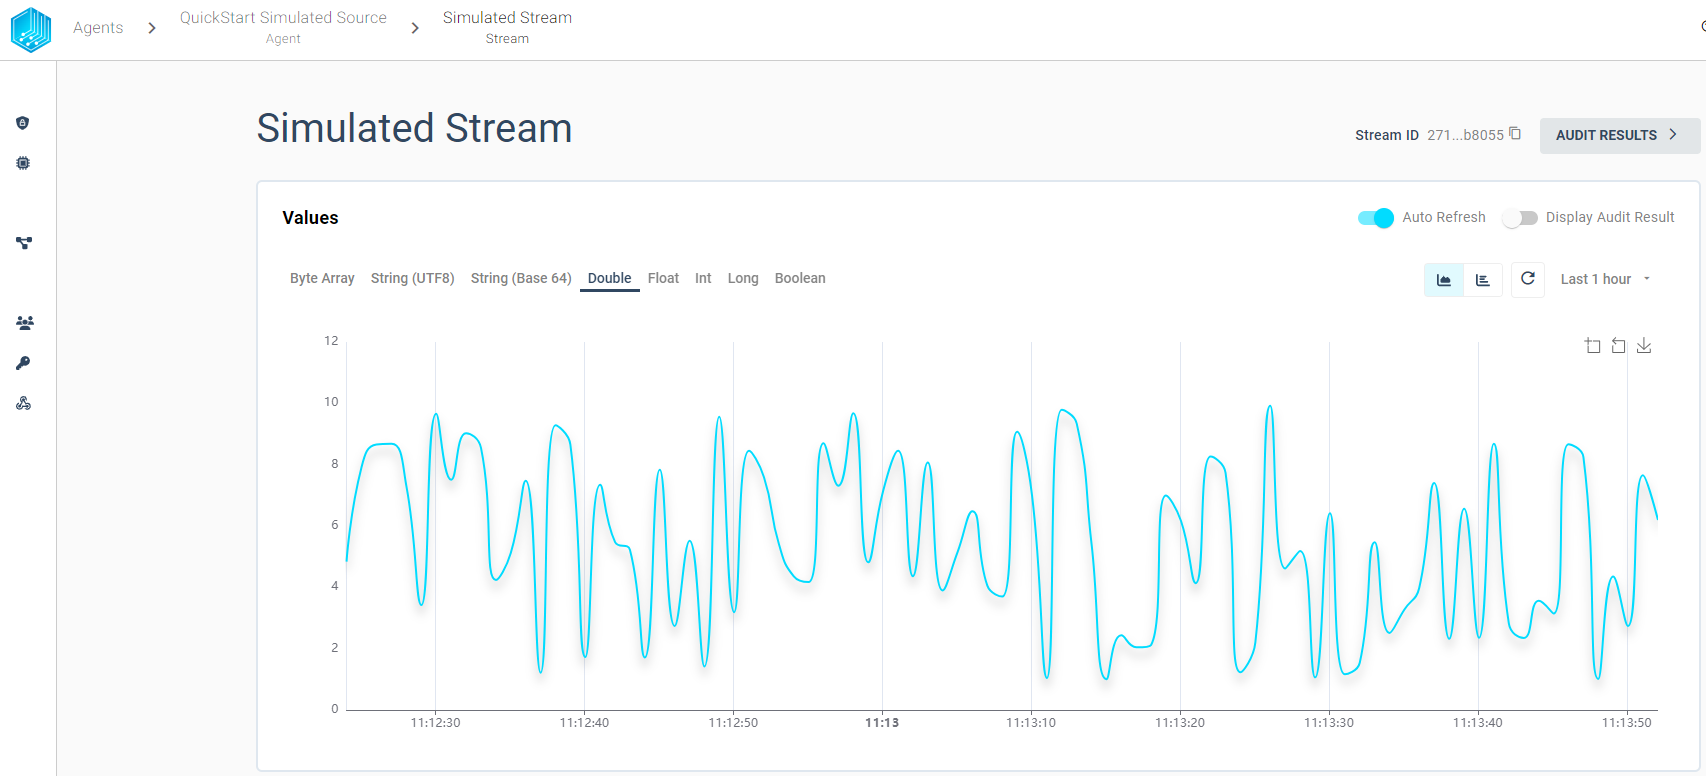 Agents
QuickStart Simulated Source
Agent
Simulated Stream
Stream
Simulated Stream
Stream ID 271...b8055
AUDIT RESULTS
Values
Auto Refresh
Display Audit Result
Byte Array String (UTF8) String (Base 64) Double Float Int Long Boolean
Last 1 hour
12
10
8
6
4
2
0
11:12:30 11:12:40 11:12:50 11:13 11:13:10 11:13:20 11:13:30 11:13:40 11:13:50